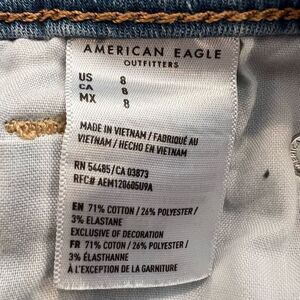 AMERICAN EAGLE
OUTFITTERS
US 8
CA 8
MX 8
MADE IN VIETNAM / FABRIQUÉ AU
VIETNAM / HECHO EN VIETNAM
RN 54485/CA 03873
RFC# AEM120605U9A
EN 71% COTTON / 26% POLYESTER /
3% ELASTANE
EXCLUSIVE OF DECORATION
FR 71% COTON / 26% POLYESTER /
3% ÉLASTHANNE
À L'EXCEPTION DE LA GARNITURE